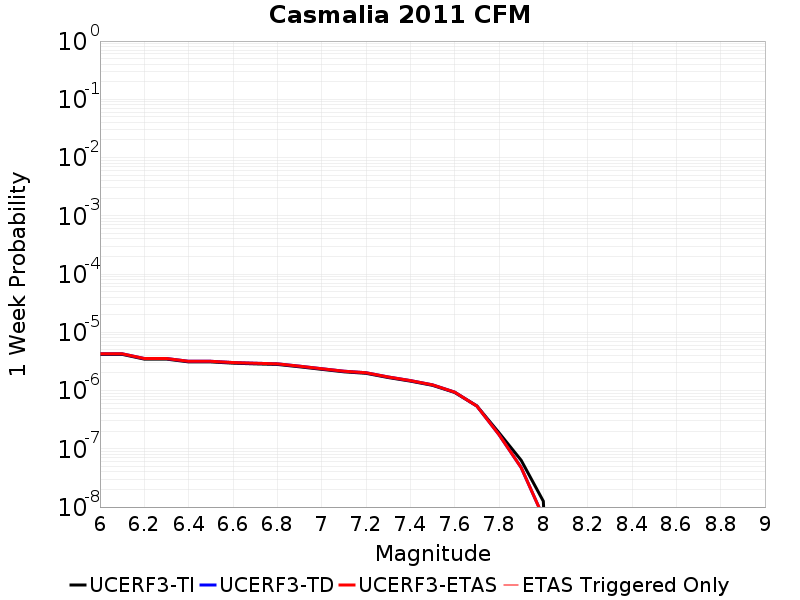 Casmalia 2011 CFM
1 Week Probability
10^0
10^-1
10^-2
10^-3
10^-4
10^-5
10^-6
10^-7
10^-8
6 6.2 6.4 6.6 6.8 7 7.2 7.4 7.6 7.8 8 8.2 8.4 8.6 8.8 9
Magnitude
UCERF3-TI UCERF3-TD UCERF3-ETAS ETAS Triggered Only